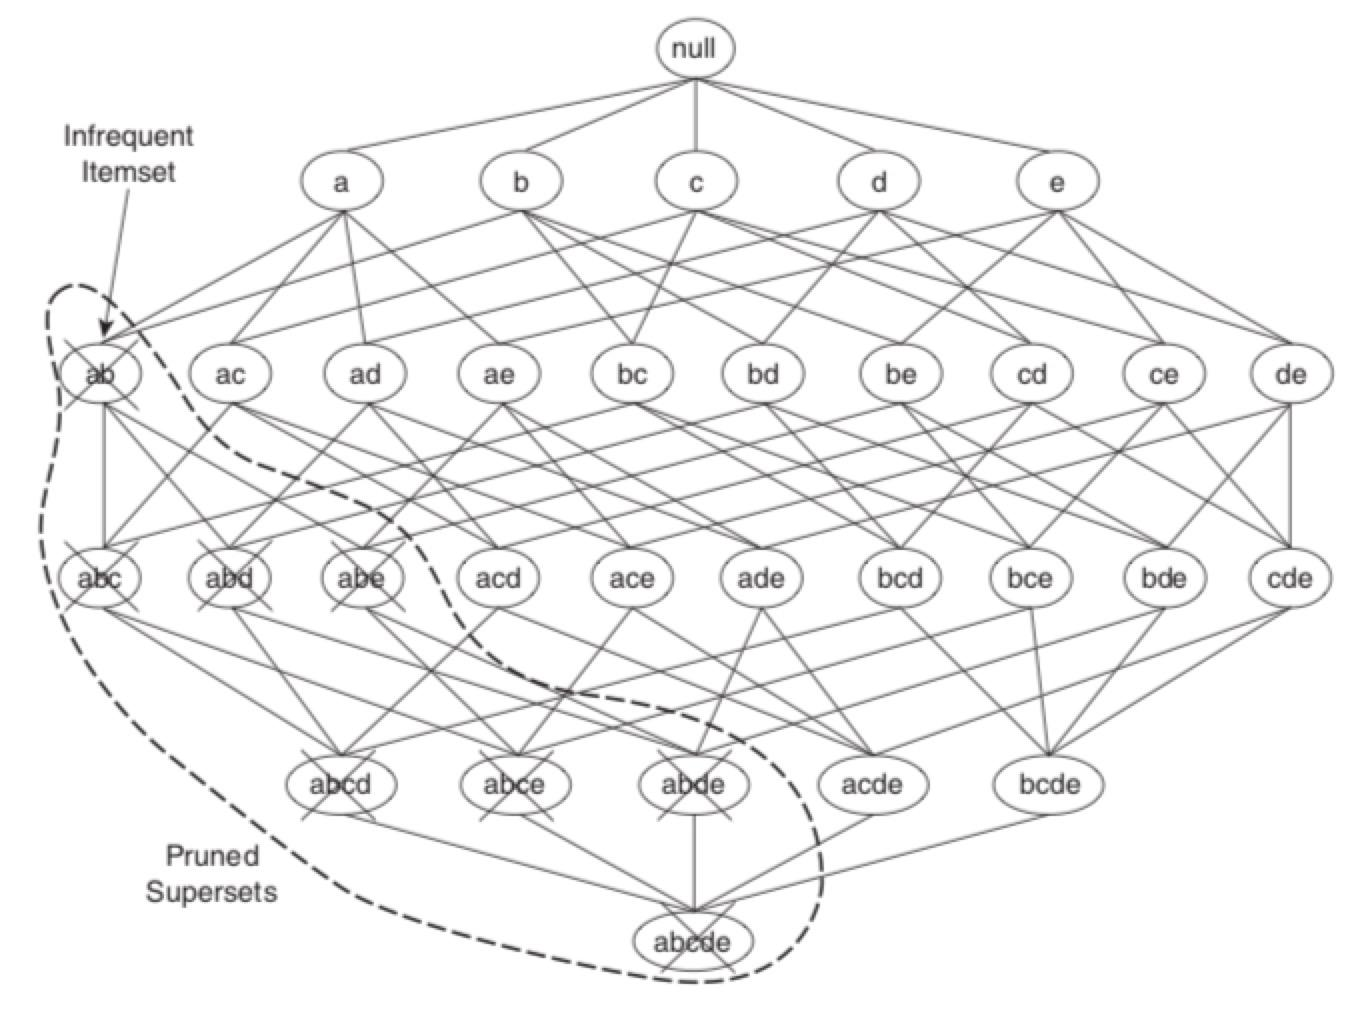 null
Infrequent
Itemset
a b c d e
ab ac ad ae bc bd be cd ce de
abc abd abe acd ace ade bcd bce bde cde
abcd abce abde acde bcde
Pruned
Supersets
abcde